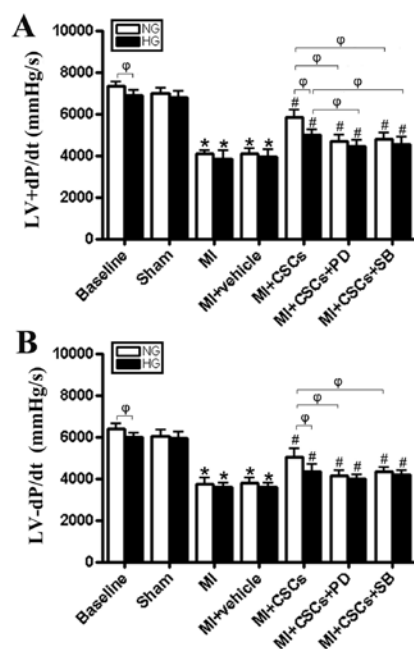 A
NG
HG
LV+dP/dt (mmHg/s)
10000
8000
6000
4000
2000
0
φ
φ
φ
φ
φ
φ
* * * * # # # # # #
Baseline
Sham
MI
MI+vehicle
MI+CSCs
MI+CSCs+PD
MI+CSCs+SB
B
NG
HG
LV-dP/dt (mmHg/s)
10000
8000
6000
4000
2000
0
φ
φ
φ
φ
* * * * # # # # # #
Baseline
Sham
MI
MI+vehicle
MI+CSCs
MI+CSCs+PD
MI+CSCs+SB